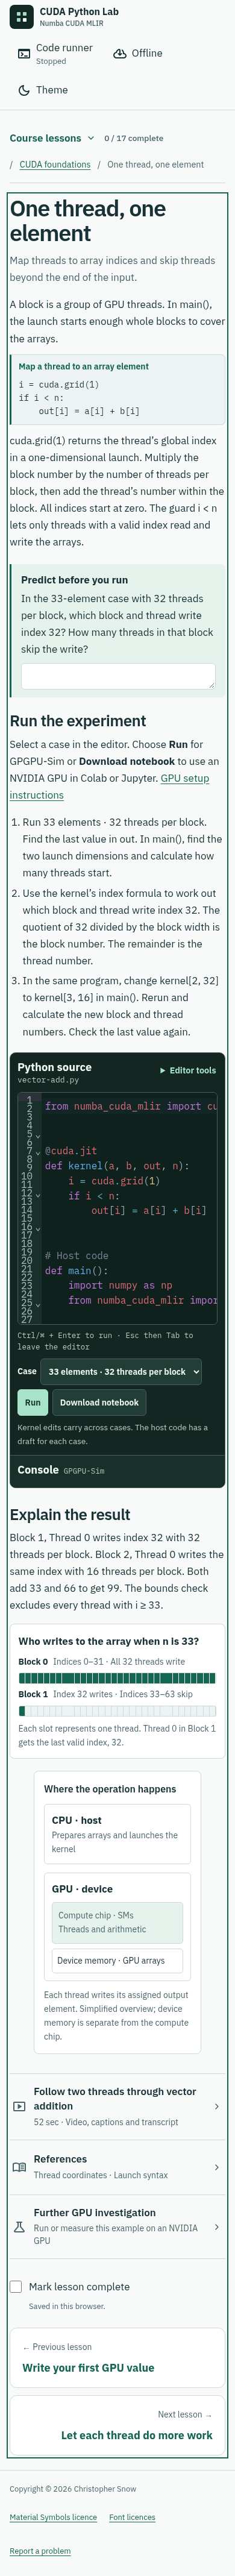 CUDA Python Lab
Numba CUDA MLIR
Code runner
Stopped
Offline
Theme
Course lessons
0 / 17 complete
/ CUDA foundations / One thread, one element
One thread, one
element
Map threads to array indices and skip threads
beyond the end of the input.
A block is a group of GPU threads. In main(),
the launch starts enough whole blocks to cover
the arrays.
Map a thread to an array element
i = cuda.grid(1)
if i < n:
    out[i] = a[i] + b[i]
cuda.grid(1) returns the thread's global index
in a one-dimensional launch. Multiply the
block number by the number of threads per
block, then add the thread's number within the
block. All indices start at zero. The guard i < n
lets only threads with a valid index read and
write the arrays.
Predict before you run
In the 33-element case with 32 threads
per block, which block and thread write
index 32? How many threads in that block
skip the write?
Run the experiment
Select a case in the editor. Choose Run for
GPGPU-Sim or Download notebook to use an
NVIDIA GPU in Colab or Jupyter. GPU setup
instructions
1. Run 33 elements · 32 threads per block.
Find the last value in out. In main(), find the
two launch dimensions and calculate how
many threads start.
2. Use the kernel's index formula to work out
which block and thread write index 32. The
quotient of 32 divided by the block width is
the block number. The remainder is the
thread number.
3. In the same program, change kernel[2, 32]
to kernel[3, 16] in main(). Rerun and
calculate the new block and thread
numbers. Check the last value again.
Python source
vector-add.py
Editor tools
1
2
3
4
5
6
7
8
9
10
11
12
13
14
15
16
17
18
19
20
21
22
23
24
25
26
27
from numba_cuda_mlir import cu
@cuda.jit
def kernel(a, b, out, n):
    i = cuda.grid(1)
    if i < n:
        out[i] = a[i] + b[i]
# Host code
def main():
    import numpy as np
    from numba_cuda_mlir impor
Ctrl/⌘ + Enter to run · Esc then Tab to
leave the editor
Case 33 elements · 32 threads per block
Run Download notebook
Kernel edits carry across cases. The host code has a
draft for each case.
Console GPGPU-Sim
Explain the result
Block 1, Thread 0 writes index 32 with 32
threads per block. Block 2, Thread 0 writes the
same index with 16 threads per block. Both
add 33 and 66 to get 99. The bounds check
excludes every thread with i ≥ 33.
Who writes to the array when n is 33?
Block 0 Indices 0–31 · All 32 threads write
Block 1 Index 32 writes · Indices 33–63 skip
Each slot represents one thread. Thread 0 in Block 1
gets the last valid index, 32.
Where the operation happens
CPU · host
Prepares arrays and launches the
kernel
GPU · device
Compute chip · SMs
Threads and arithmetic
Device memory · GPU arrays
Each thread writes its assigned output
element. Simplified overview; device
memory is separate from the compute
chip.
Follow two threads through vector
addition
52 sec · Video, captions and transcript
References
Thread coordinates · Launch syntax
Further GPU investigation
Run or measure this example on an NVIDIA
GPU
Mark lesson complete
Saved in this browser.
← Previous lesson
Write your first GPU value
Next lesson →
Let each thread do more work
Copyright © 2026 Christopher Snow
Material Symbols licence Font licences
Report a problem